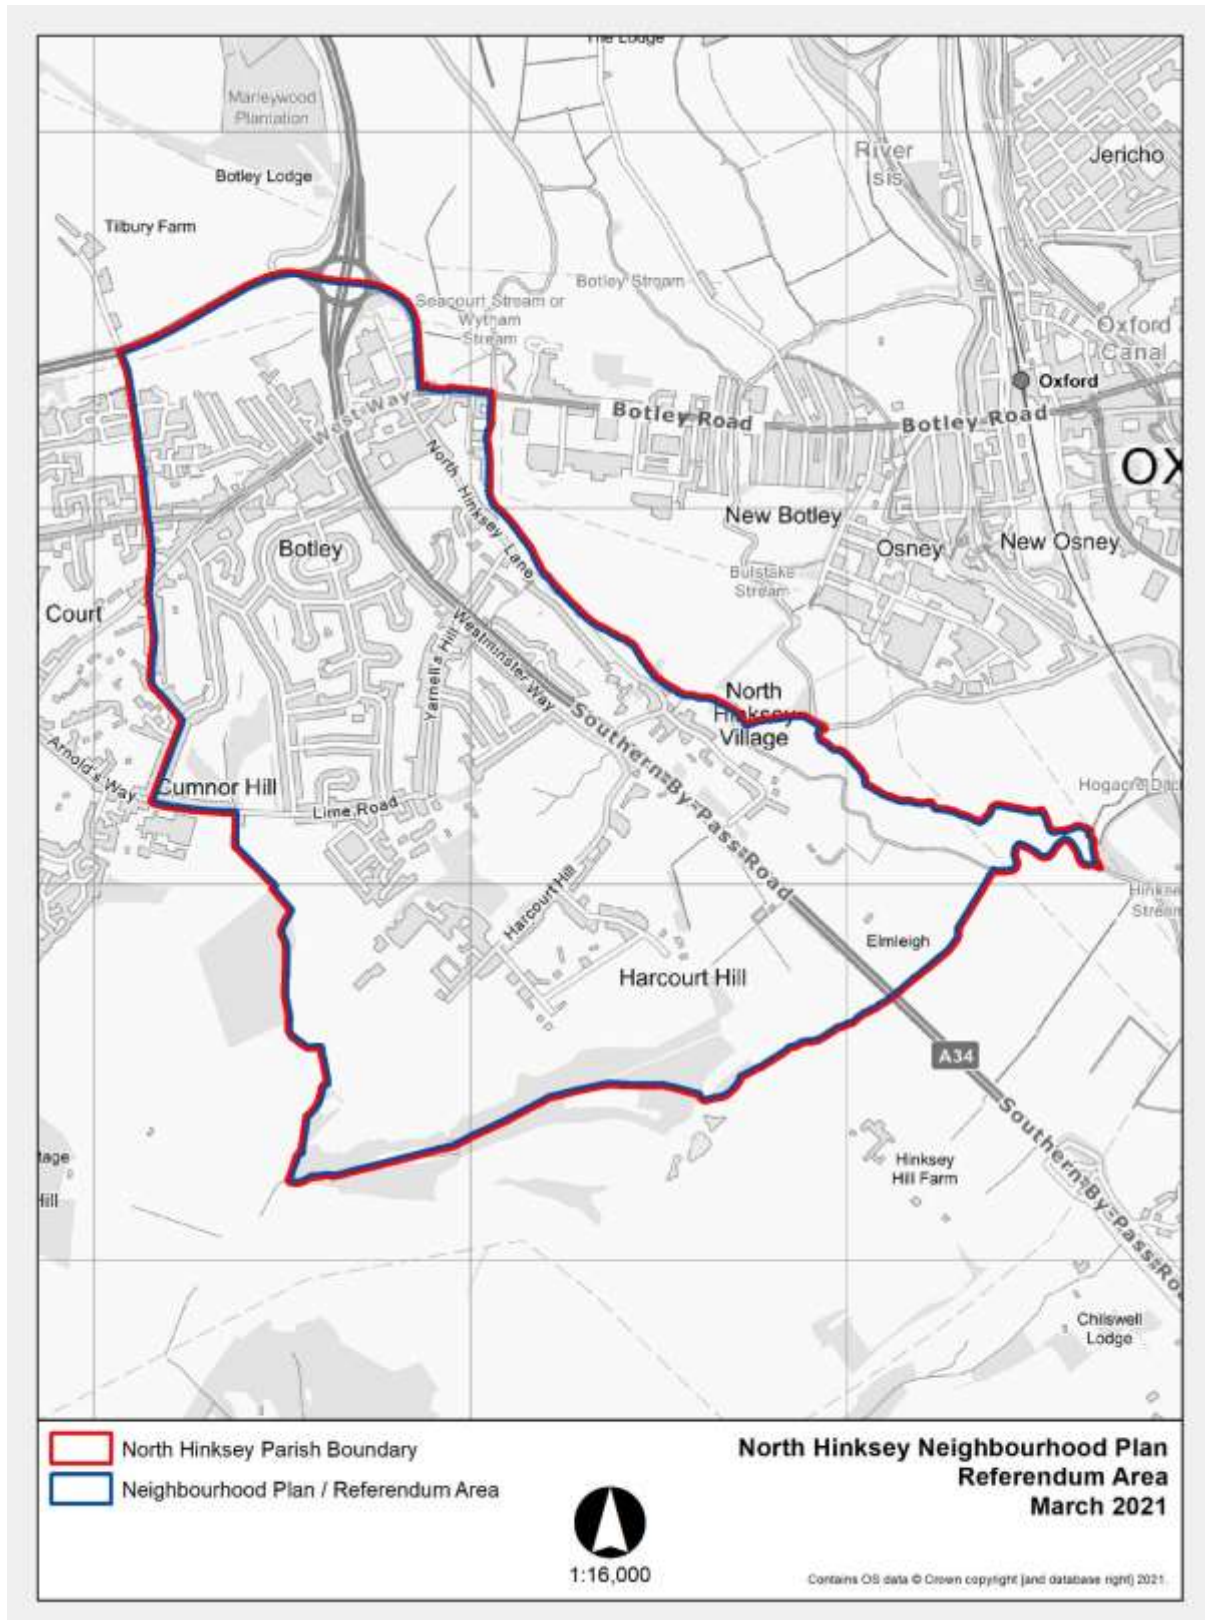 The Lodge
Marleywood
Plantation
River
Isis
Jericho
Botley Lodge
Tilbury Farm
Botley Stream
Seacourt Stream or
Wytham
Stream
Oxford
Canal
Oxford
Botley Road
Botley Road
West Way
OX
North Hinksey Lane
New Botley
Botley
Osney
New Osney
Bulstake
Stream
Court
Yarnells Hill
Westminster Way
North
Hinksey
Village
Southern By-Pass Road
Arnold's Way
Cumnor Hill
Lime Road
Hogacre Ditc
Hinkse
Stream
Harcourt Hill
Elmleigh
Harcourt Hill
A34
Southern By-Pass Roa
Hinksey
Hill Farm
tage
Hill
Chilswell
Lodge
North Hinksey Parish Boundary
Neighbourhood Plan / Referendum Area
North Hinksey Neighbourhood Plan
Referendum Area
March 2021
1:16,000
Contains OS data © Crown copyright [and database right] 2021.